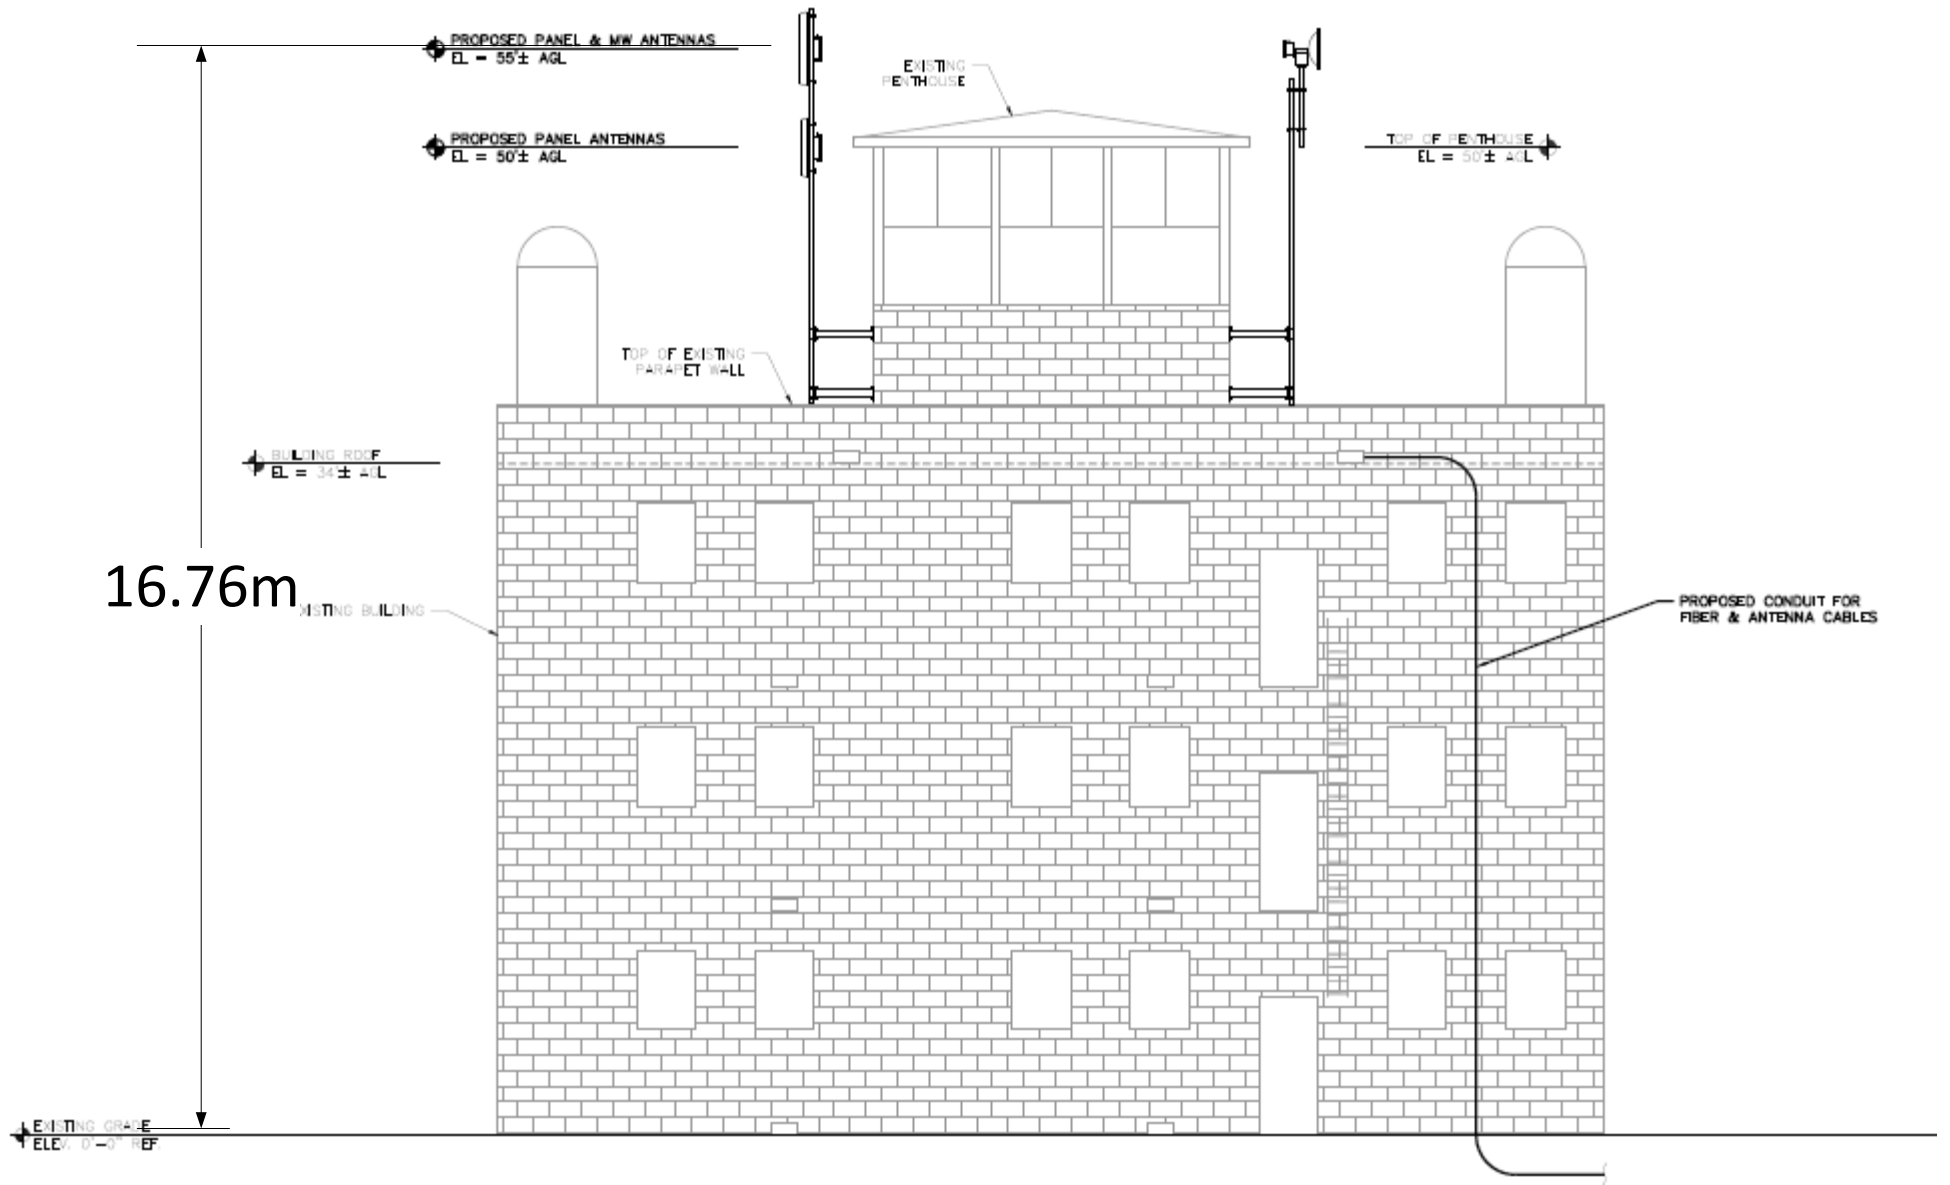 PROPOSED PANEL & MW ANTENNAS
EL - 55'± AGL
EXISTING
PENTHOUSE
PROPOSED PANEL ANTENNAS
EL = 50'± AGL
TOP OF PENTHOUSE
EL = 50'± AGL
TOP OF EXISTING
PARAPET WALL
BUILDING ROOF
EL = 34'± AGL
16.76m
XISTING BUILDING
PROPOSED CONDUIT FOR
FIBER & ANTENNA CABLES
EXISTING GRADE
ELEV. 0'-0" REF.